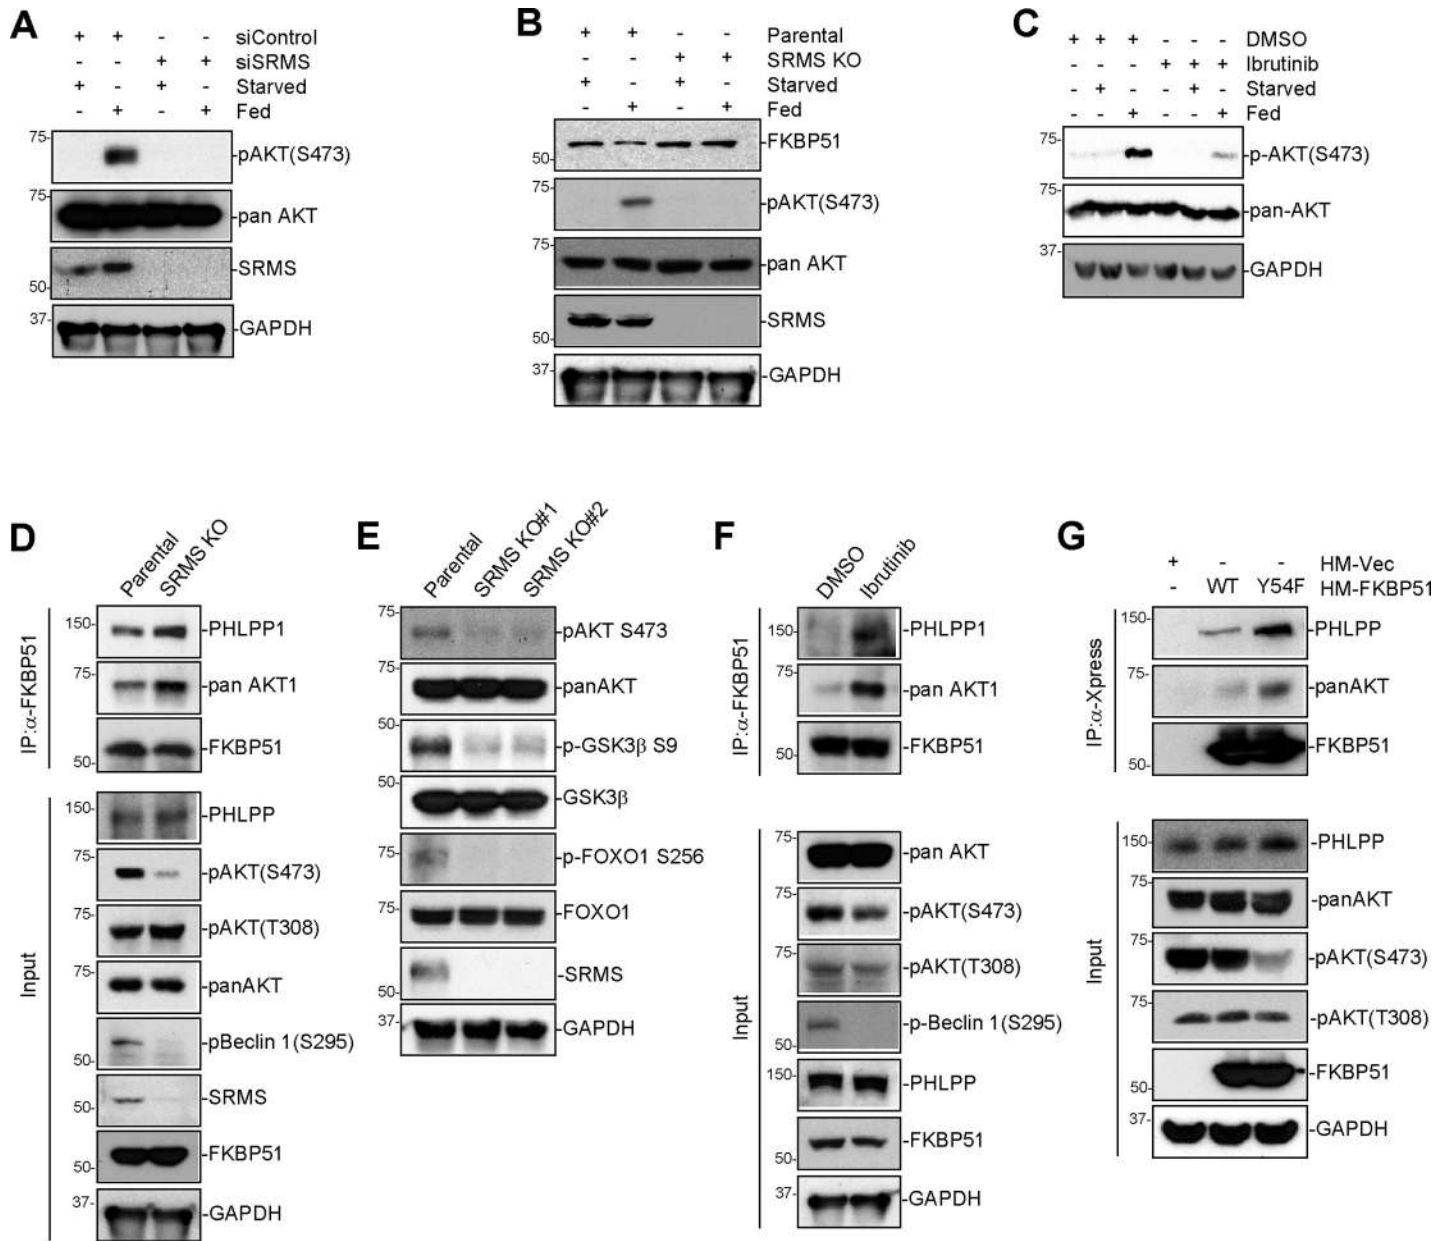 A
+ + - - siControl
- - + + siSRMS
+ - + - Starved
- + - + Fed
75- -pAKT(S473)
75- -pan AKT
50- -SRMS
37- -GAPDH
B
+ + - - Parental
- - + + SRMS KO
+ - + - Starved
- + - + Fed
50- -FKBP51
75- -pAKT(S473)
75- -pan AKT
50- -SRMS
37- -GAPDH
C
+ + + - - - DMSO
- - - + + + Ibrutinib
- + - - + - Starved
- - + - - + Fed
75- -p-AKT(S473)
75- -pan-AKT
37- -GAPDH
D
Parental
SRMS KO
IP:α-FKBP51
150- -PHLPP1
75- -pan AKT1
50- -FKBP51
Input
150- -PHLPP
75- -pAKT(S473)
75- -pAKT(T308)
75- -panAKT
50- -pBeclin 1(S295)
50- -SRMS
50- -FKBP51
37- -GAPDH
E
Parental
SRMS KO#1
SRMS KO#2
75- -pAKT S473
75- -panAKT
50- -p-GSK3β S9
50- -GSK3β
75- -p-FOXO1 S256
75- -FOXO1
50- -SRMS
37- -GAPDH
F
DMSO
Ibrutinib
IP:α-FKBP51
150- -PHLPP1
75- -pan AKT1
50- -FKBP51
Input
75- -pan AKT
75- -pAKT(S473)
75- -pAKT(T308)
50- -p-Beclin 1(S295)
150- -PHLPP
50- -FKBP51
37- -GAPDH
G
+ - - HM-Vec
- WT Y54F HM-FKBP51
IP:α-Xpress
150- -PHLPP
75- -panAKT
50- -FKBP51
Input
150- -PHLPP
75- -panAKT
75- -pAKT(S473)
75- -pAKT(T308)
50- -FKBP51
37- -GAPDH